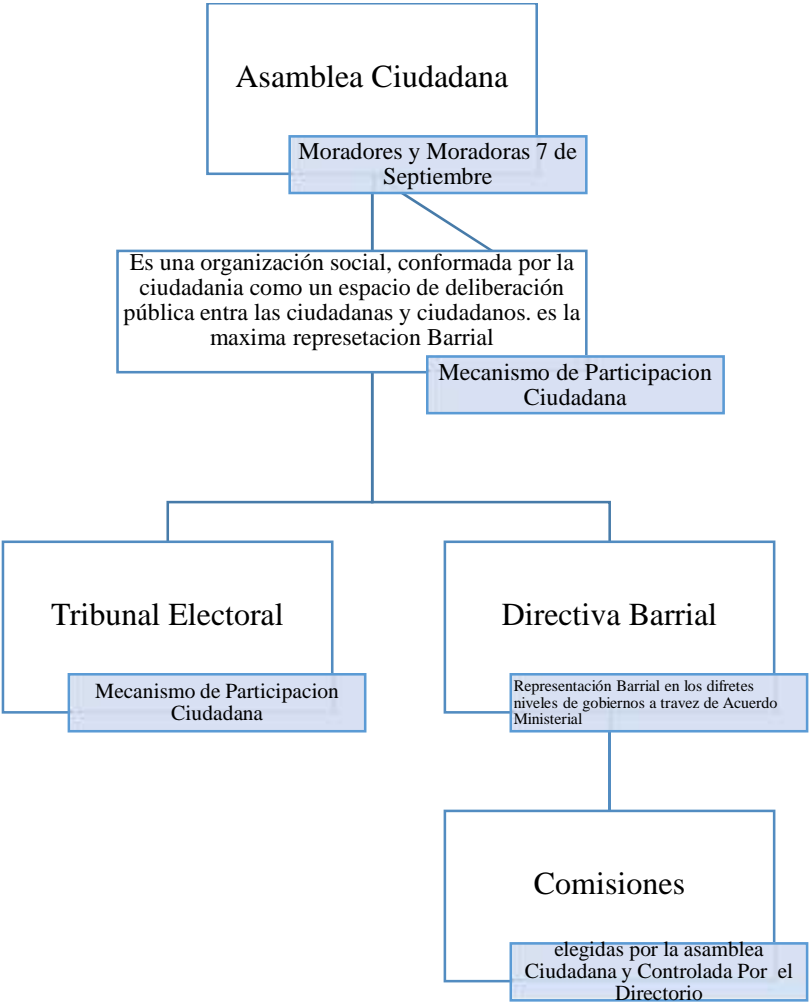 Asamblea Ciudadana
Moradores y Moradoras 7 de
Septiembre
Es una organización social, conformada por la
ciudadania como un espacio de deliberación
pública entra las ciudadanas y ciudadanos. es la
maxima represetacion Barrial
Mecanismo de Participacion
Ciudadana
Tribunal Electoral
Mecanismo de Participacion
Ciudadana
Directiva Barrial
Representación Barrial en los difretes
niveles de gobiernos a travez de Acuerdo
Ministerial
Comisiones
elegidas por la asamblea
Ciudadana y Controlada Por el
Directorio